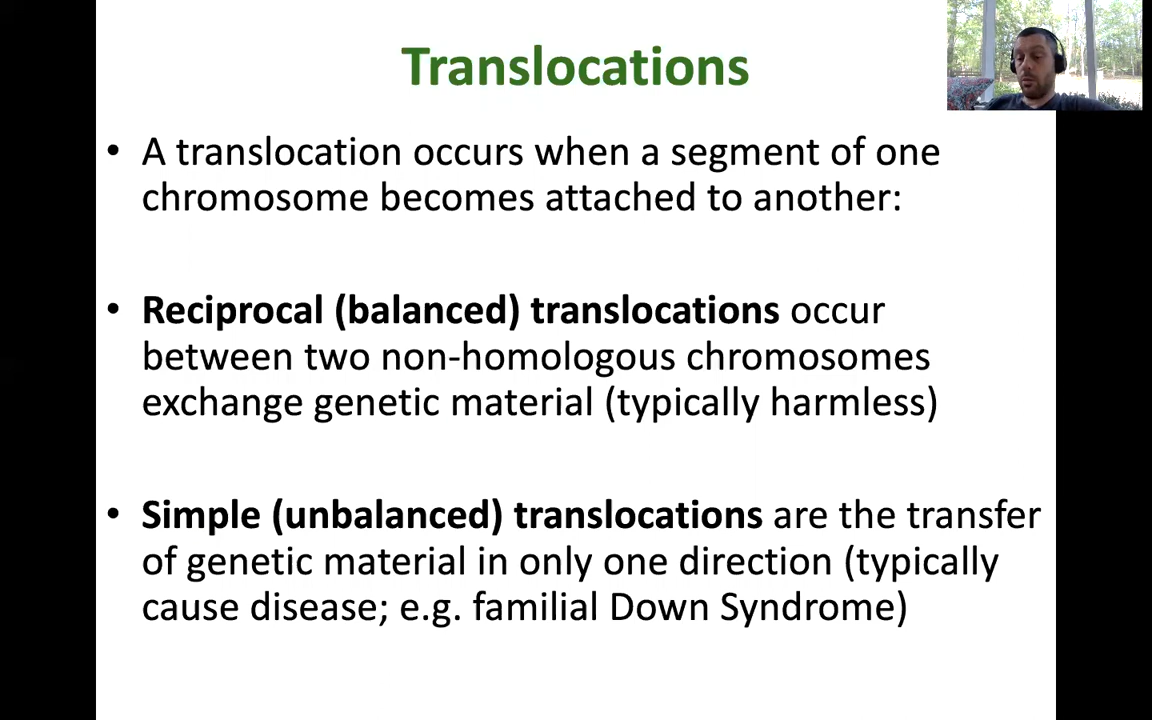 Translocations
• A translocation occurs when a segment of one
chromosome becomes attached to another:
• Reciprocal (balanced) translocations occur
between two non-homologous chromosomes
exchange genetic material (typically harmless)
• Simple (unbalanced) translocations are the transfer
of genetic material in only one direction (typically
cause disease; e.g. familial Down Syndrome)